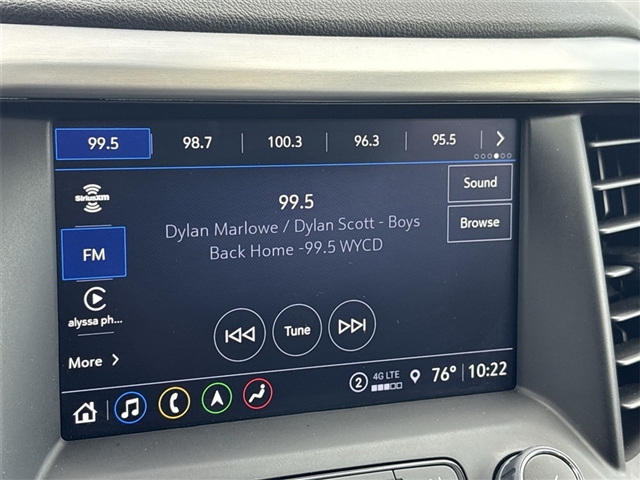 99.5
98.7
100.3
96.3
95.5
SiriusXM
99.5
Sound
Dylan Marlowe / Dylan Scott - Boys
Back Home -99.5 WYCD
Browse
FM
alyssa ph...
Tune
More
2
4G LTE
76°
10:22